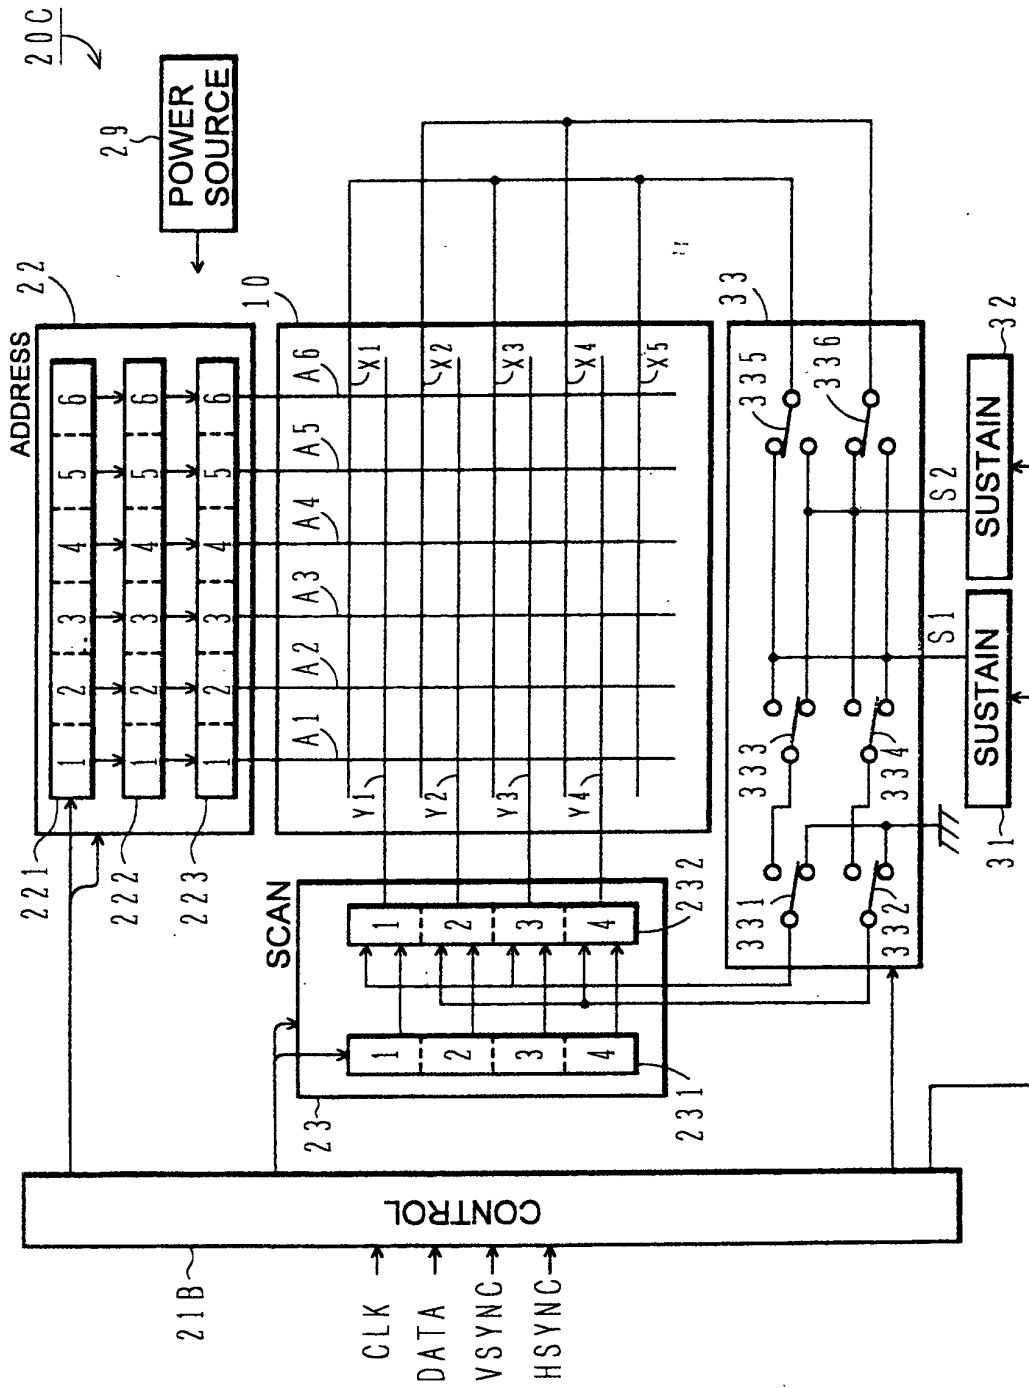 20C
29
POWER
SOURCE
ADDRESS
22
221
1 2 3 4 5 6
222
1 2 3 4 5 6
223
1 2 3 4 5 6
10
A1 A2 A3 A4 A5 A6
X1
Y1
X2
Y2
X3
Y3
X4
Y4
X5
SCAN
23
231
1
2
3
4
232
1
2
3
4
33
331
332
333
334
335
336
S1
S2
31
SUSTAIN
32
SUSTAIN
21B
CONTROL
CLK
DATA
VSYNC
HSYNC